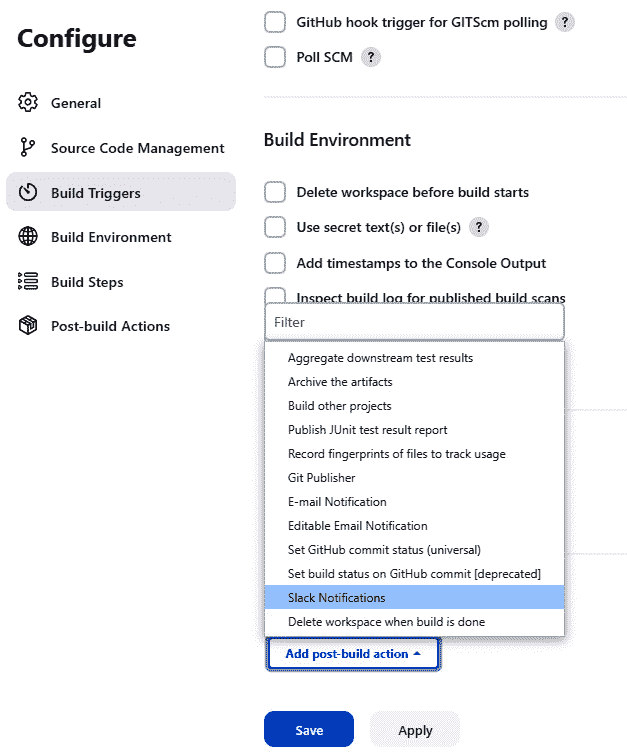 Configure
General
Source Code Management
Build Triggers
Build Environment
Build Steps
Post-build Actions
GitHub hook trigger for GITScm polling ?
Poll SCM ?
Build Environment
Delete workspace before build starts
Use secret text(s) or file(s) ?
Add timestamps to the Console Output
Inspect build log for published build scans
Filter
Aggregate downstream test results
Archive the artifacts
Build other projects
Publish JUnit test result report
Record fingerprints of files to track usage
Git Publisher
E-mail Notification
Editable Email Notification
Set GitHub commit status (universal)
Set build status on GitHub commit [deprecated]
Slack Notifications
Delete workspace when build is done
Add post-build action
Save
Apply